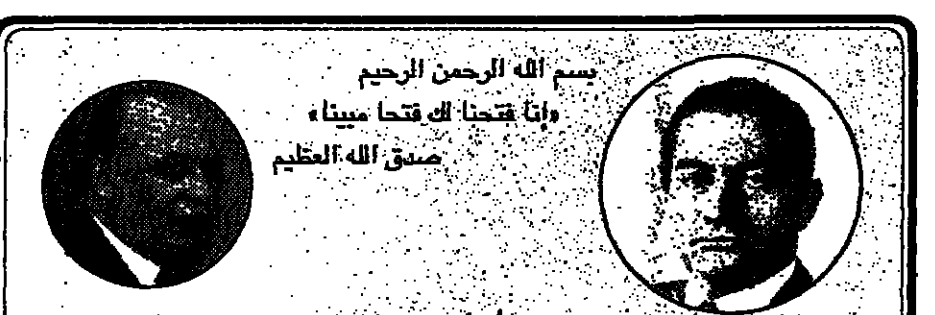 بسم الله الرحمن الرحيم
«إنا فتحنا لك فتحا مبينا»
صدق الله العظيم